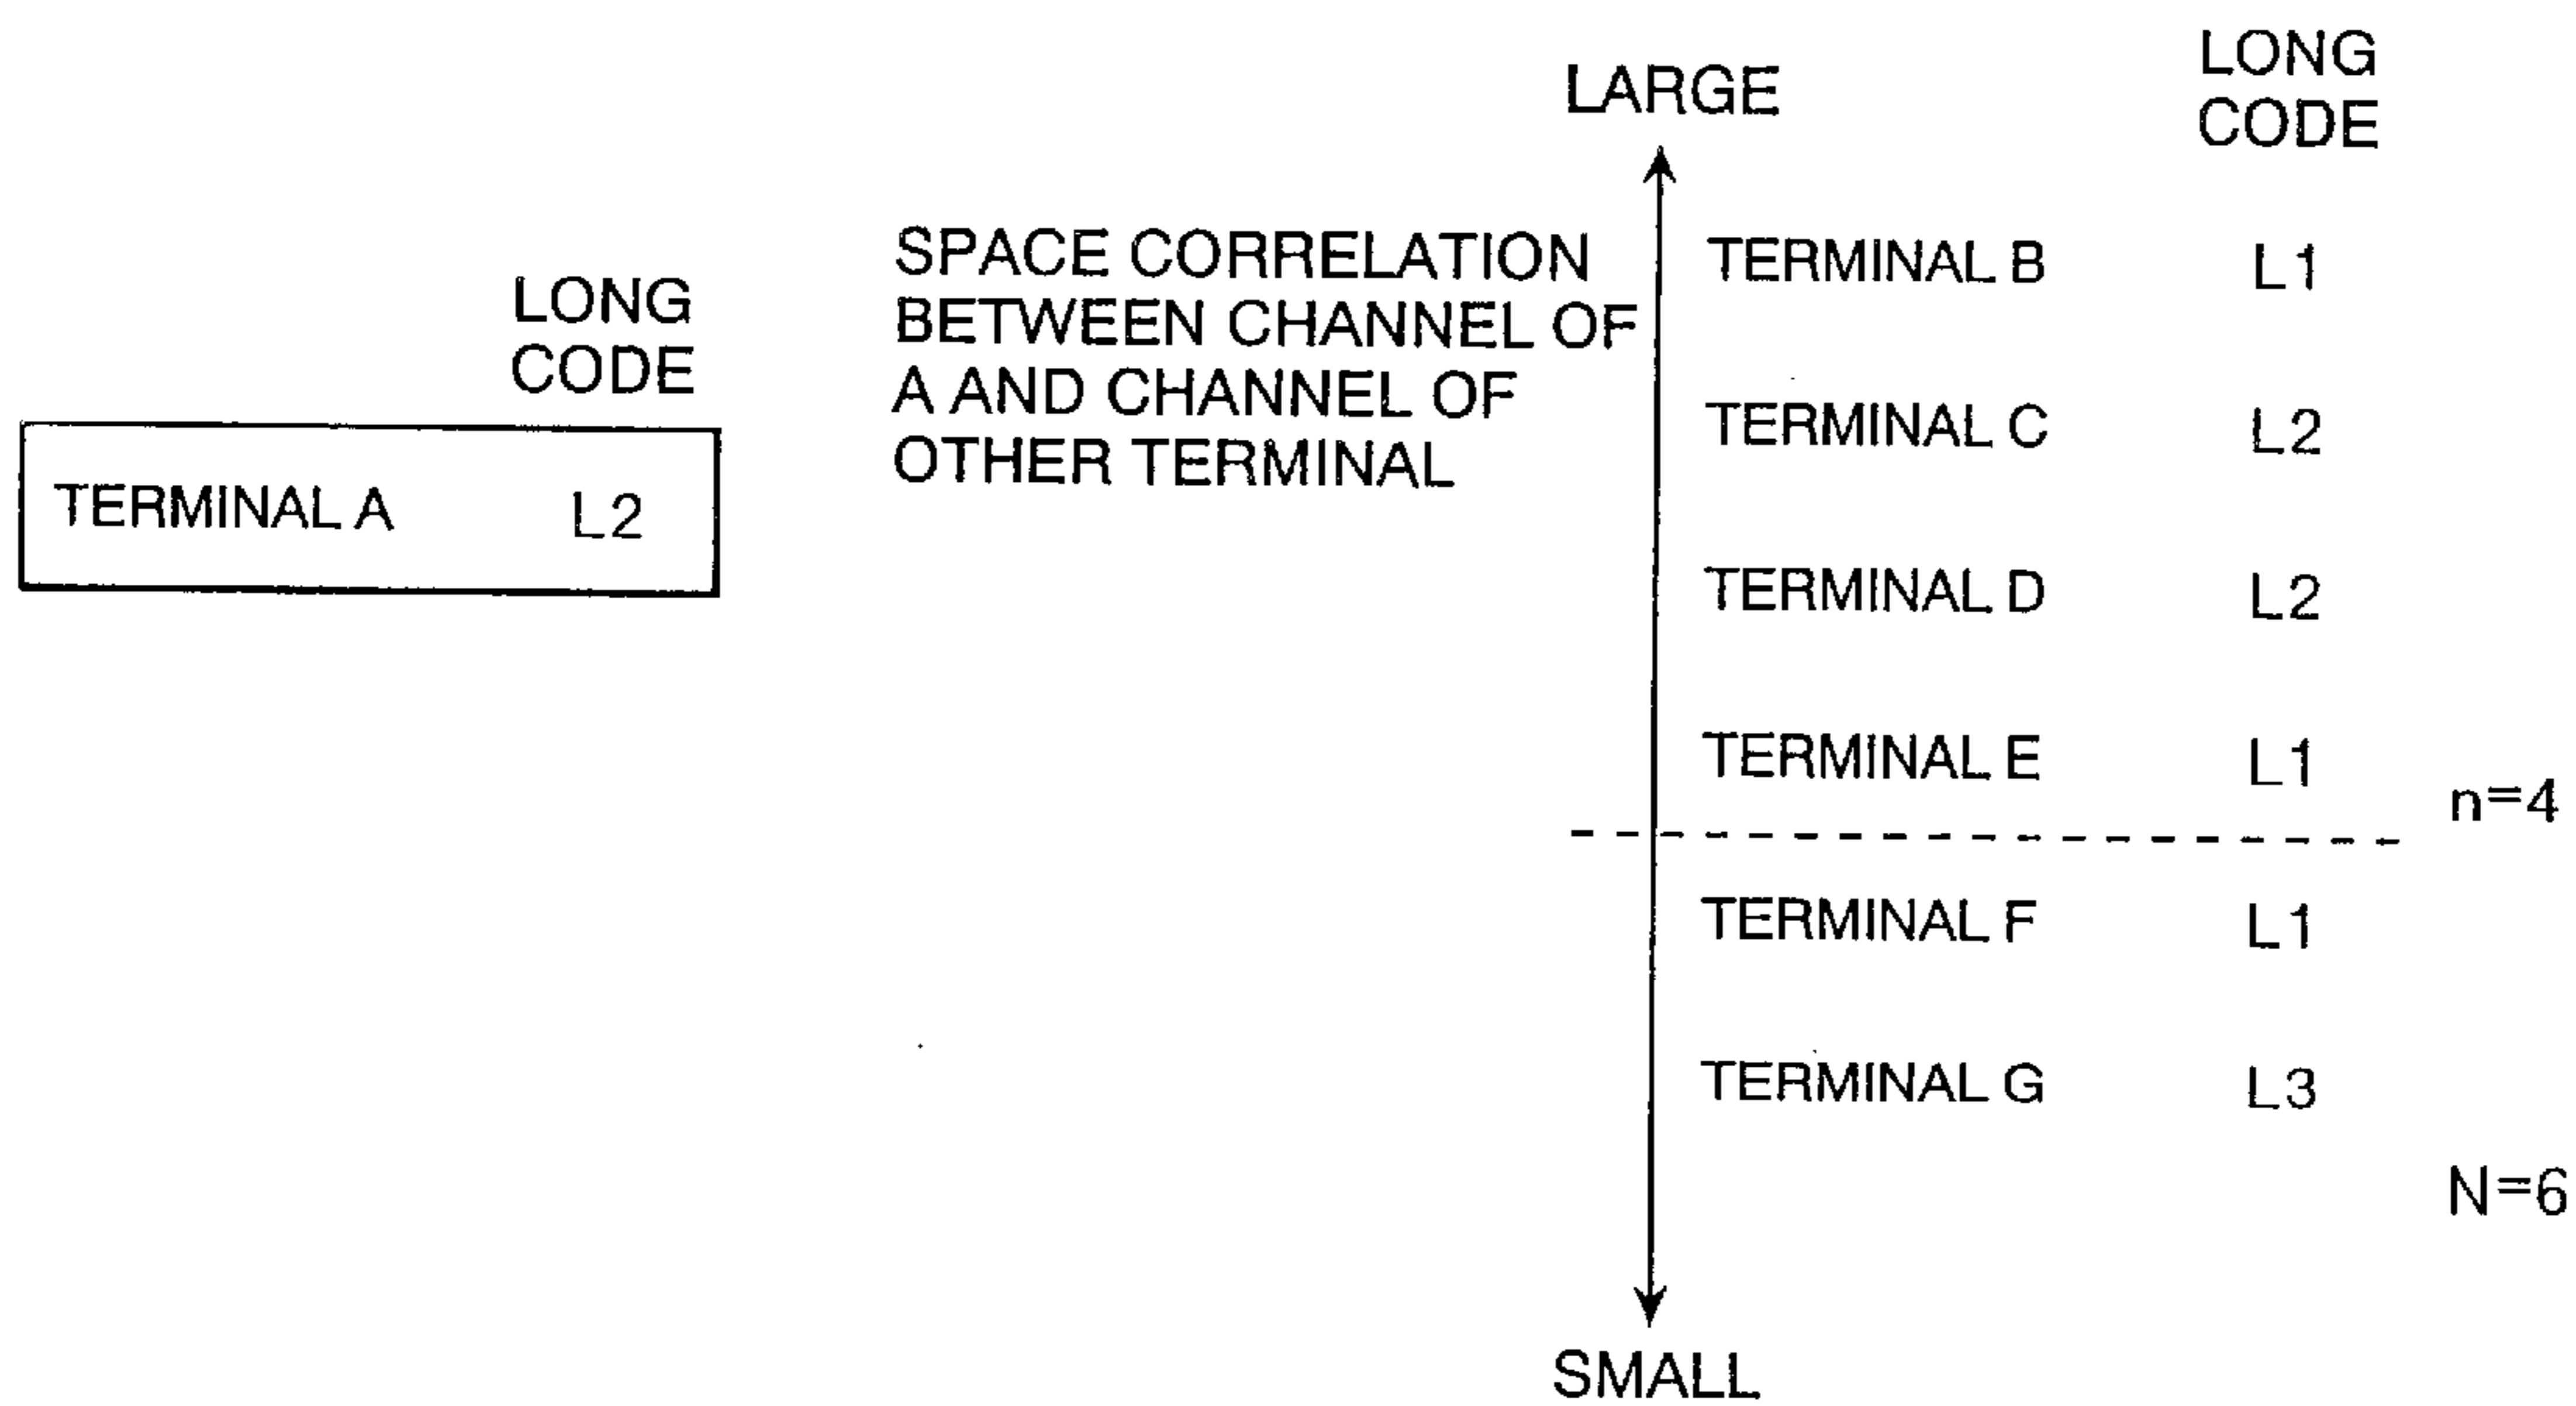 LONG
CODE
TERMINAL A L2
SPACE CORRELATION
BETWEEN CHANNEL OF
A AND CHANNEL OF
OTHER TERMINAL
LARGE
LONG
CODE
TERMINAL B L1
TERMINAL C L2
TERMINAL D L2
TERMINAL E L1
n=4
TERMINAL F L1
TERMINAL G L3
N=6
SMALL